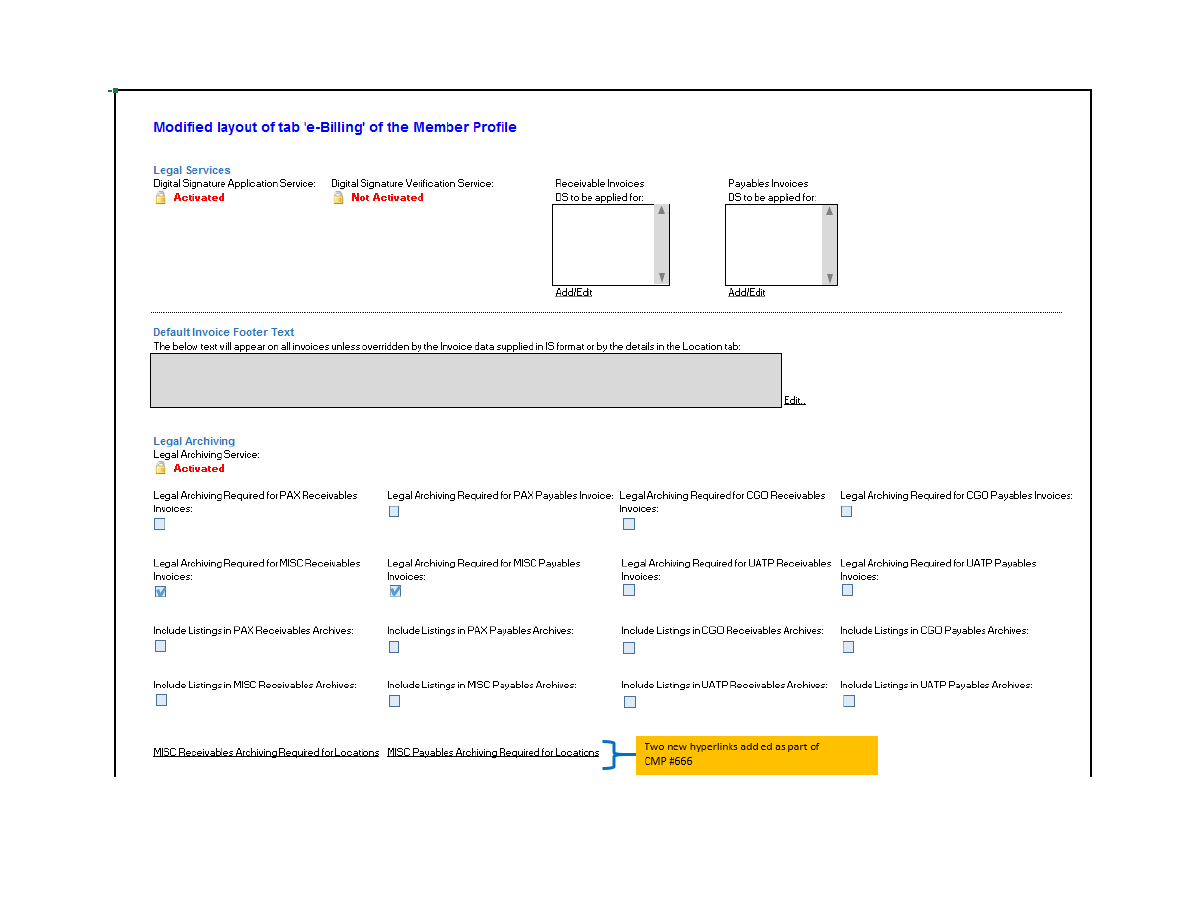 Modified layout of tab 'e-Billing' of the Member Profile
Legal Services
Digital Signature Application Service:
Activated
Digital Signature Verification Service:
Not Activated
Receivable Invoices
DS to be applied for:
Add/Edit
Payables Invoices
DS to be applied for:
Add/Edit
Default Invoice Footer Text
The below text will appear on all invoices unless overridden by the Invoice data supplied in IS format or by the details in the Location tab:
Edit..
Legal Archiving
Legal Archiving Service:
Activated
Legal Archiving Required for PAX Receivables
Invoices:
Legal Archiving Required for PAX Payables Invoice:
Legal Archiving Required for CGO Receivables
Invoices:
Legal Archiving Required for CGO Payables Invoices:
Legal Archiving Required for MISC Receivables
Invoices:
Legal Archiving Required for MISC Payables
Invoices:
Legal Archiving Required for UATP Receivables
Invoices:
Legal Archiving Required for UATP Payables
Invoices:
Include Listings in PAX Receivables Archives:
Include Listings in PAX Payables Archives:
Include Listings in CGO Receivables Archives:
Include Listings in CGO Payables Archives:
Include Listings in MISC Receivables Archives:
Include Listings in MISC Payables Archives:
Include Listings in UATP Receivables Archives:
Include Listings in UATP Payables Archives:
MISC Receivables Archiving Required for Locations
MISC Payables Archiving Required for Locations
Two new hyperlinks added as part of
CMP #666